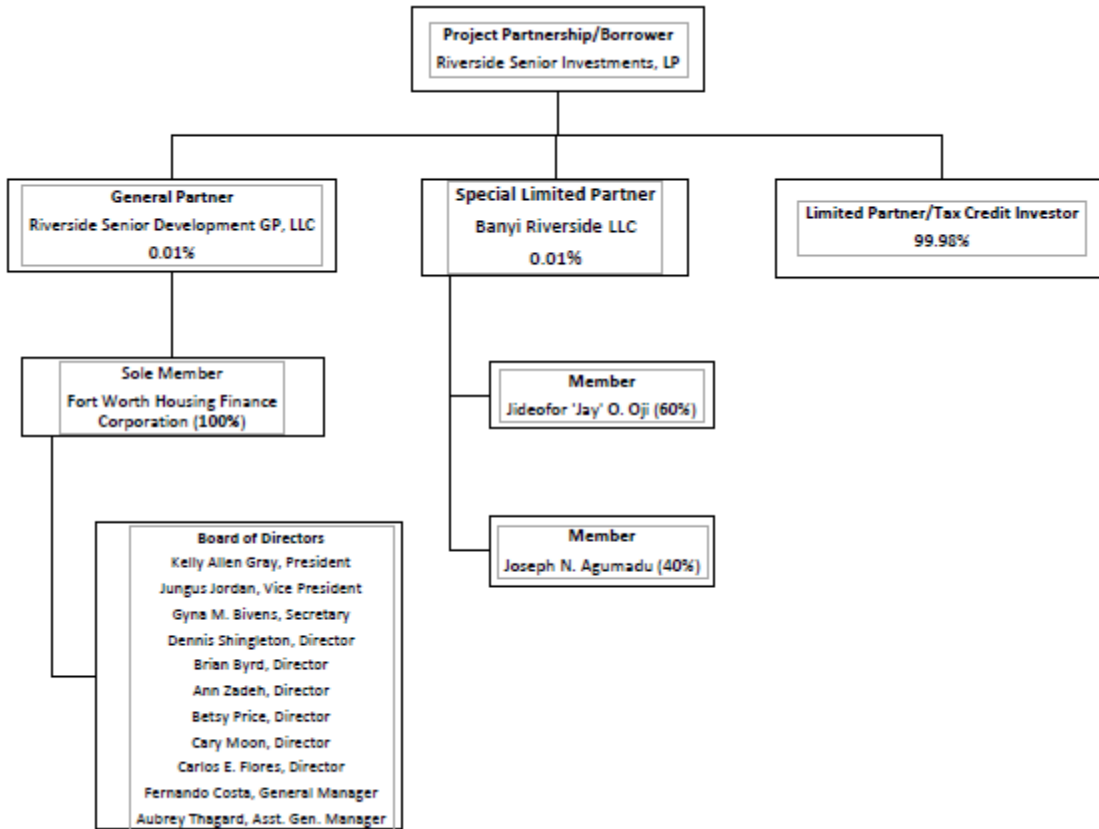 Project Partnership/Borrower
Riverside Senior Investments, LP
General Partner
Riverside Senior Development GP, LLC
0.01%
Special Limited Partner
Banyi Riverside LLC
0.01%
Limited Partner/Tax Credit Investor
99.98%
Sole Member
Fort Worth Housing Finance
Corporation (100%)
Member
Jideofor 'Jay' O. Oji (60%)
Member
Joseph N. Agumadu (40%)
Board of Directors
Kelly Allen Gray, President
Jungus Jordan, Vice President
Gyna M. Bivens, Secretary
Dennis Shingleton, Director
Brian Byrd, Director
Ann Zadeh, Director
Betsy Price, Director
Cary Moon, Director
Carlos E. Flores, Director
Fernando Costa, General Manager
Aubrey Thagard, Asst. Gen. Manager